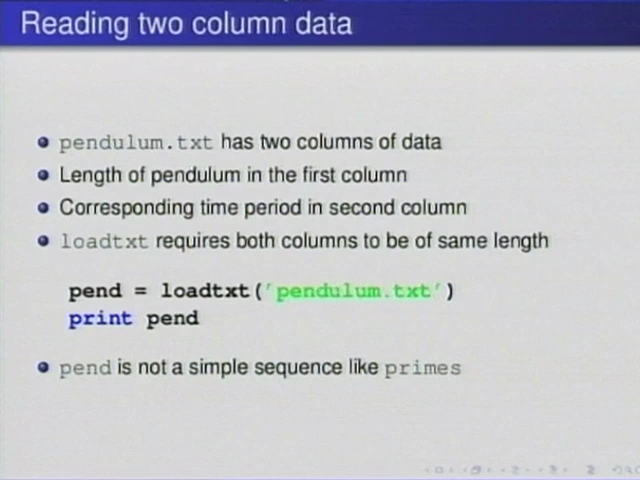 Reading two column data
pendulum.txt has two columns of data
Length of pendulum in the first column
Corresponding time period in second column
loadtxt requires both columns to be of same length
pend = loadtxt('pendulum.txt')
print pend
pend is not a simple sequence like primes